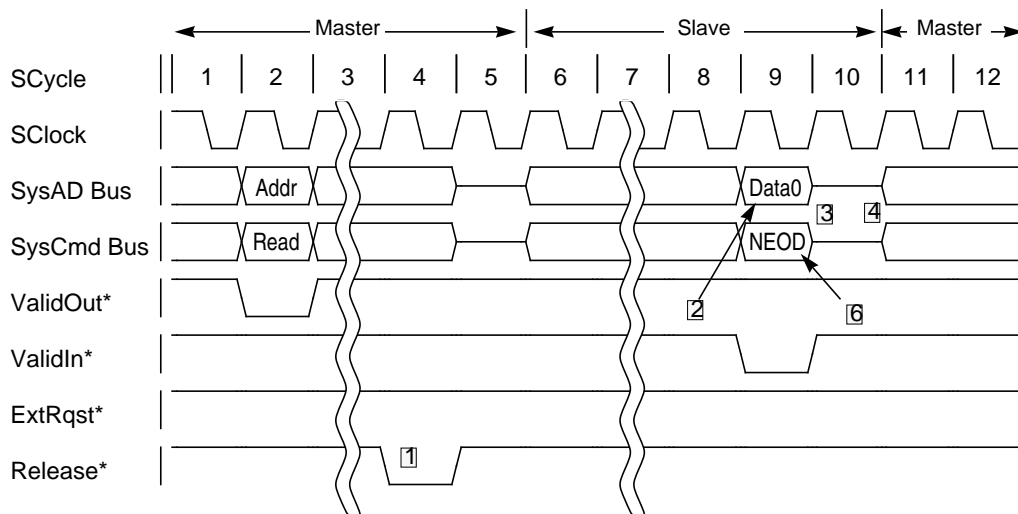 Master Slave Master
SCycle 1 2 3 4 5 6 7 8 9 10 11 12
SClock
SysAD Bus Addr Data0
3 4
SysCmd Bus Read NEOD
ValidOut* 2 6
ValidIn*
ExtRqst*
Release* 1